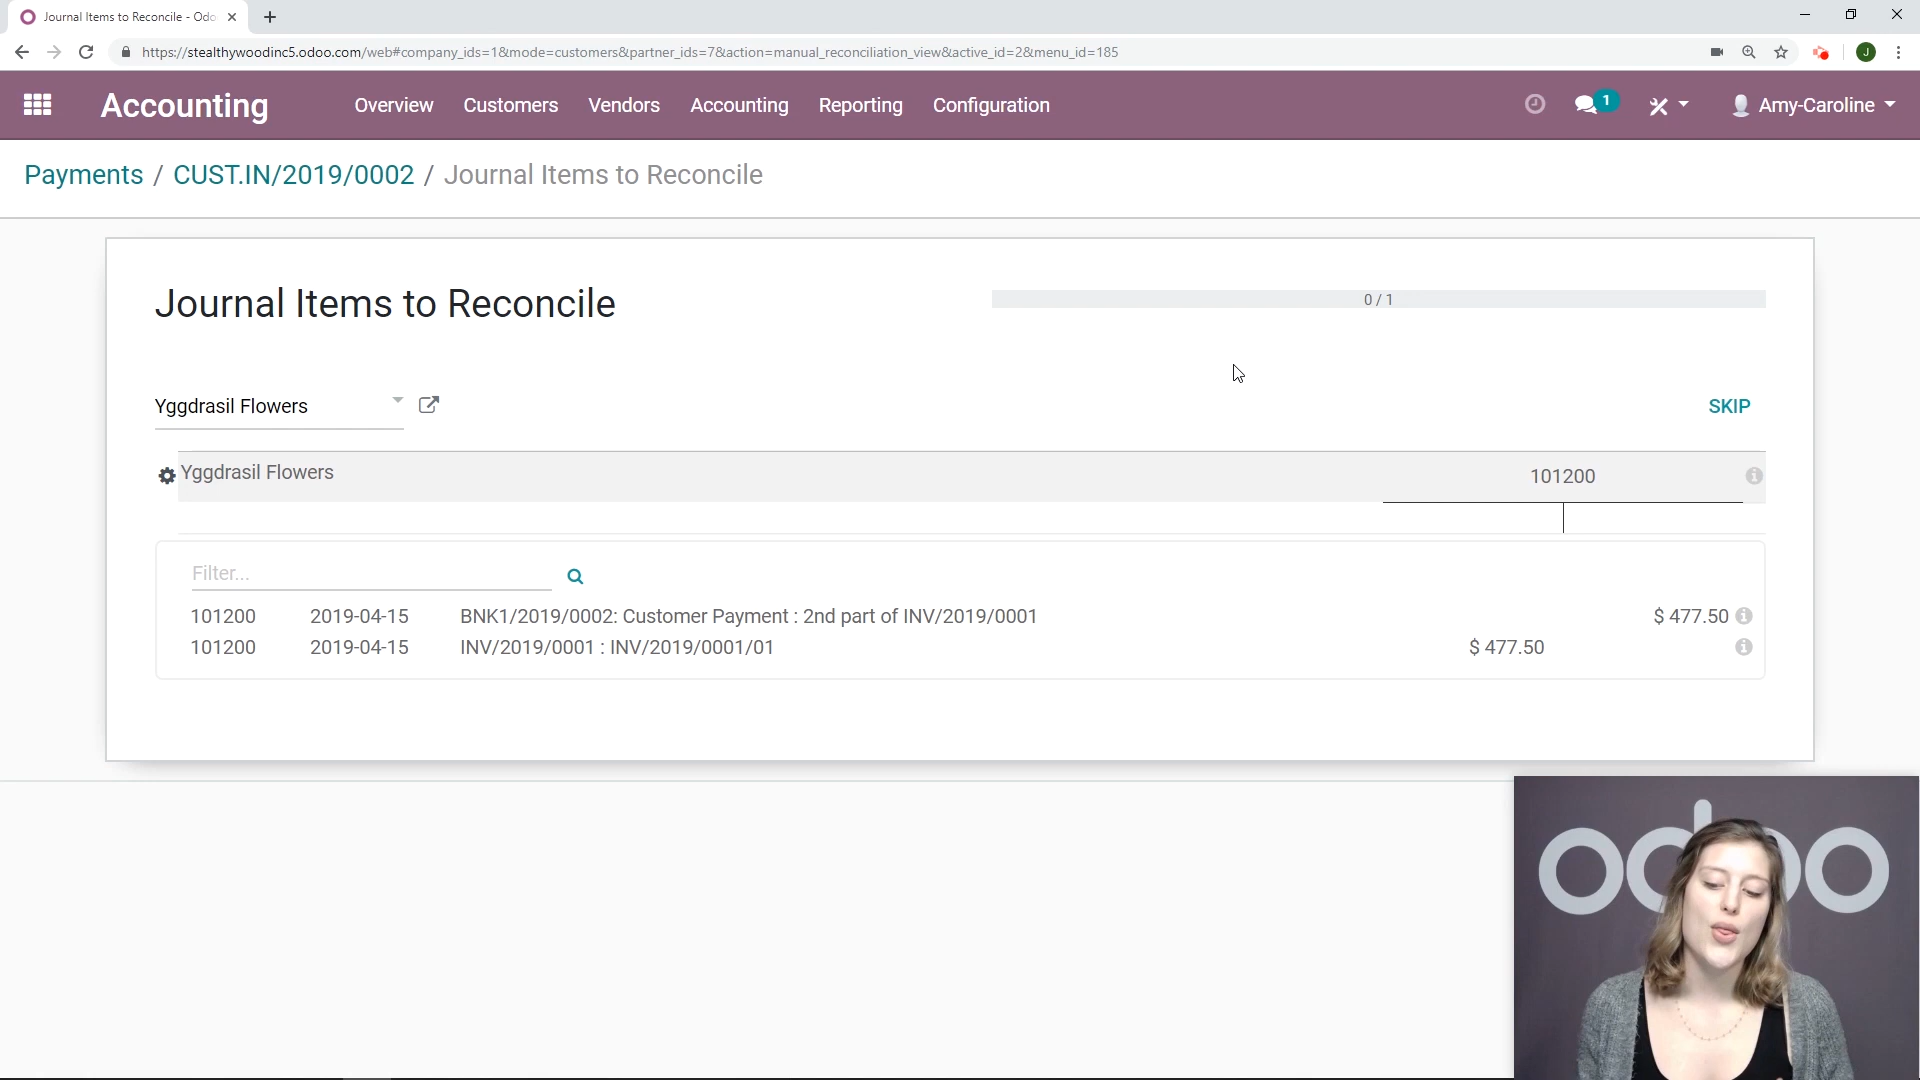 Journal Items to Reconcile - Odo
https://stealthywoodinc5.odoo.com/web#company_ids=1&mode=customers&partner_ids=7&action=manual_reconciliation_view&active_id=2&menu_id=185
J
Accounting Overview Customers Vendors Accounting Reporting Configuration 1 Amy-Caroline
Payments / CUST.IN/2019/0002 / Journal Items to Reconcile
Journal Items to Reconcile 0 / 1
Yggdrasil Flowers SKIP
Yggdrasil Flowers 101200
Filter...
101200 2019-04-15 BNK1/2019/0002: Customer Payment : 2nd part of INV/2019/0001 $ 477.50
101200 2019-04-15 INV/2019/0001 : INV/2019/0001/01 $ 477.50
odoo